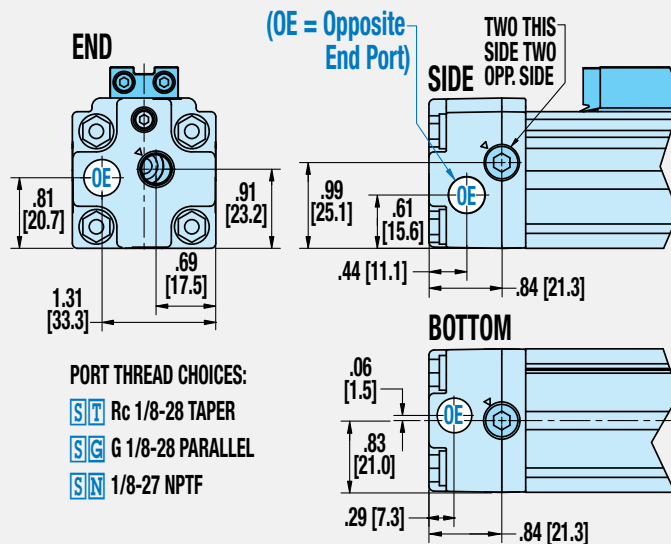 END
(OE = Opposite
End Port)
TWO THIS
SIDE TWO
OPP. SIDE
SIDE
OE
.81
[20.7]
.91
[23.2]
.69
[17.5]
1.31
[33.3]
OE
.99
[25.1]
.61
[15.6]
.44 [11.1]
.84 [21.3]
BOTTOM
PORT THREAD CHOICES:
ST Rc 1/8-28 TAPER
SG G 1/8-28 PARALLEL
SN 1/8-27 NPTF
.06
[1.5]
OE
.83
[21.0]
.29 [7.3]
.84 [21.3]